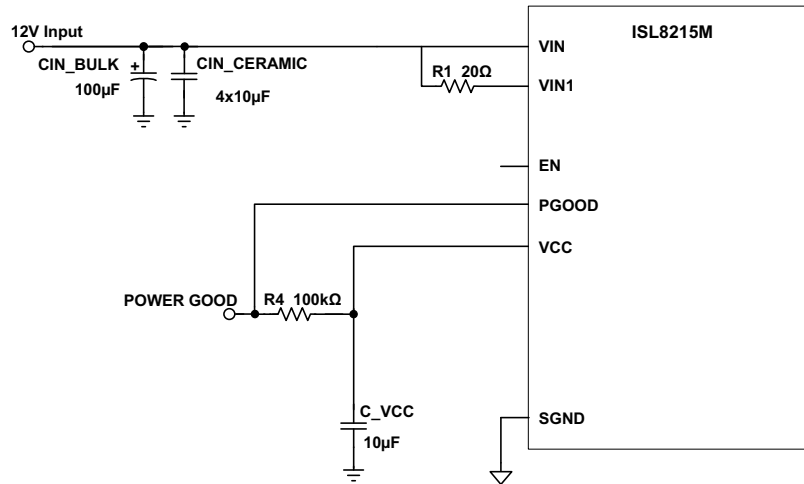 12V Input
ISL8215M
VIN
CIN_BULK
+
CIN_CERAMIC
100µF
4x10µF
R1 20Ω
VIN1
EN
PGOOD
VCC
POWER GOOD
R4 100kΩ
C_VCC
10µF
SGND